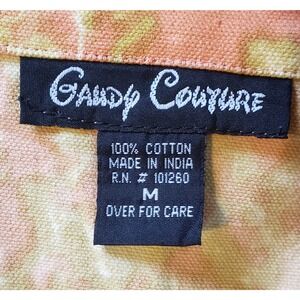 GAUDY COUTURE
100% COTTON
MADE IN INDIA
R.N. # 101260
M
OVER FOR CARE